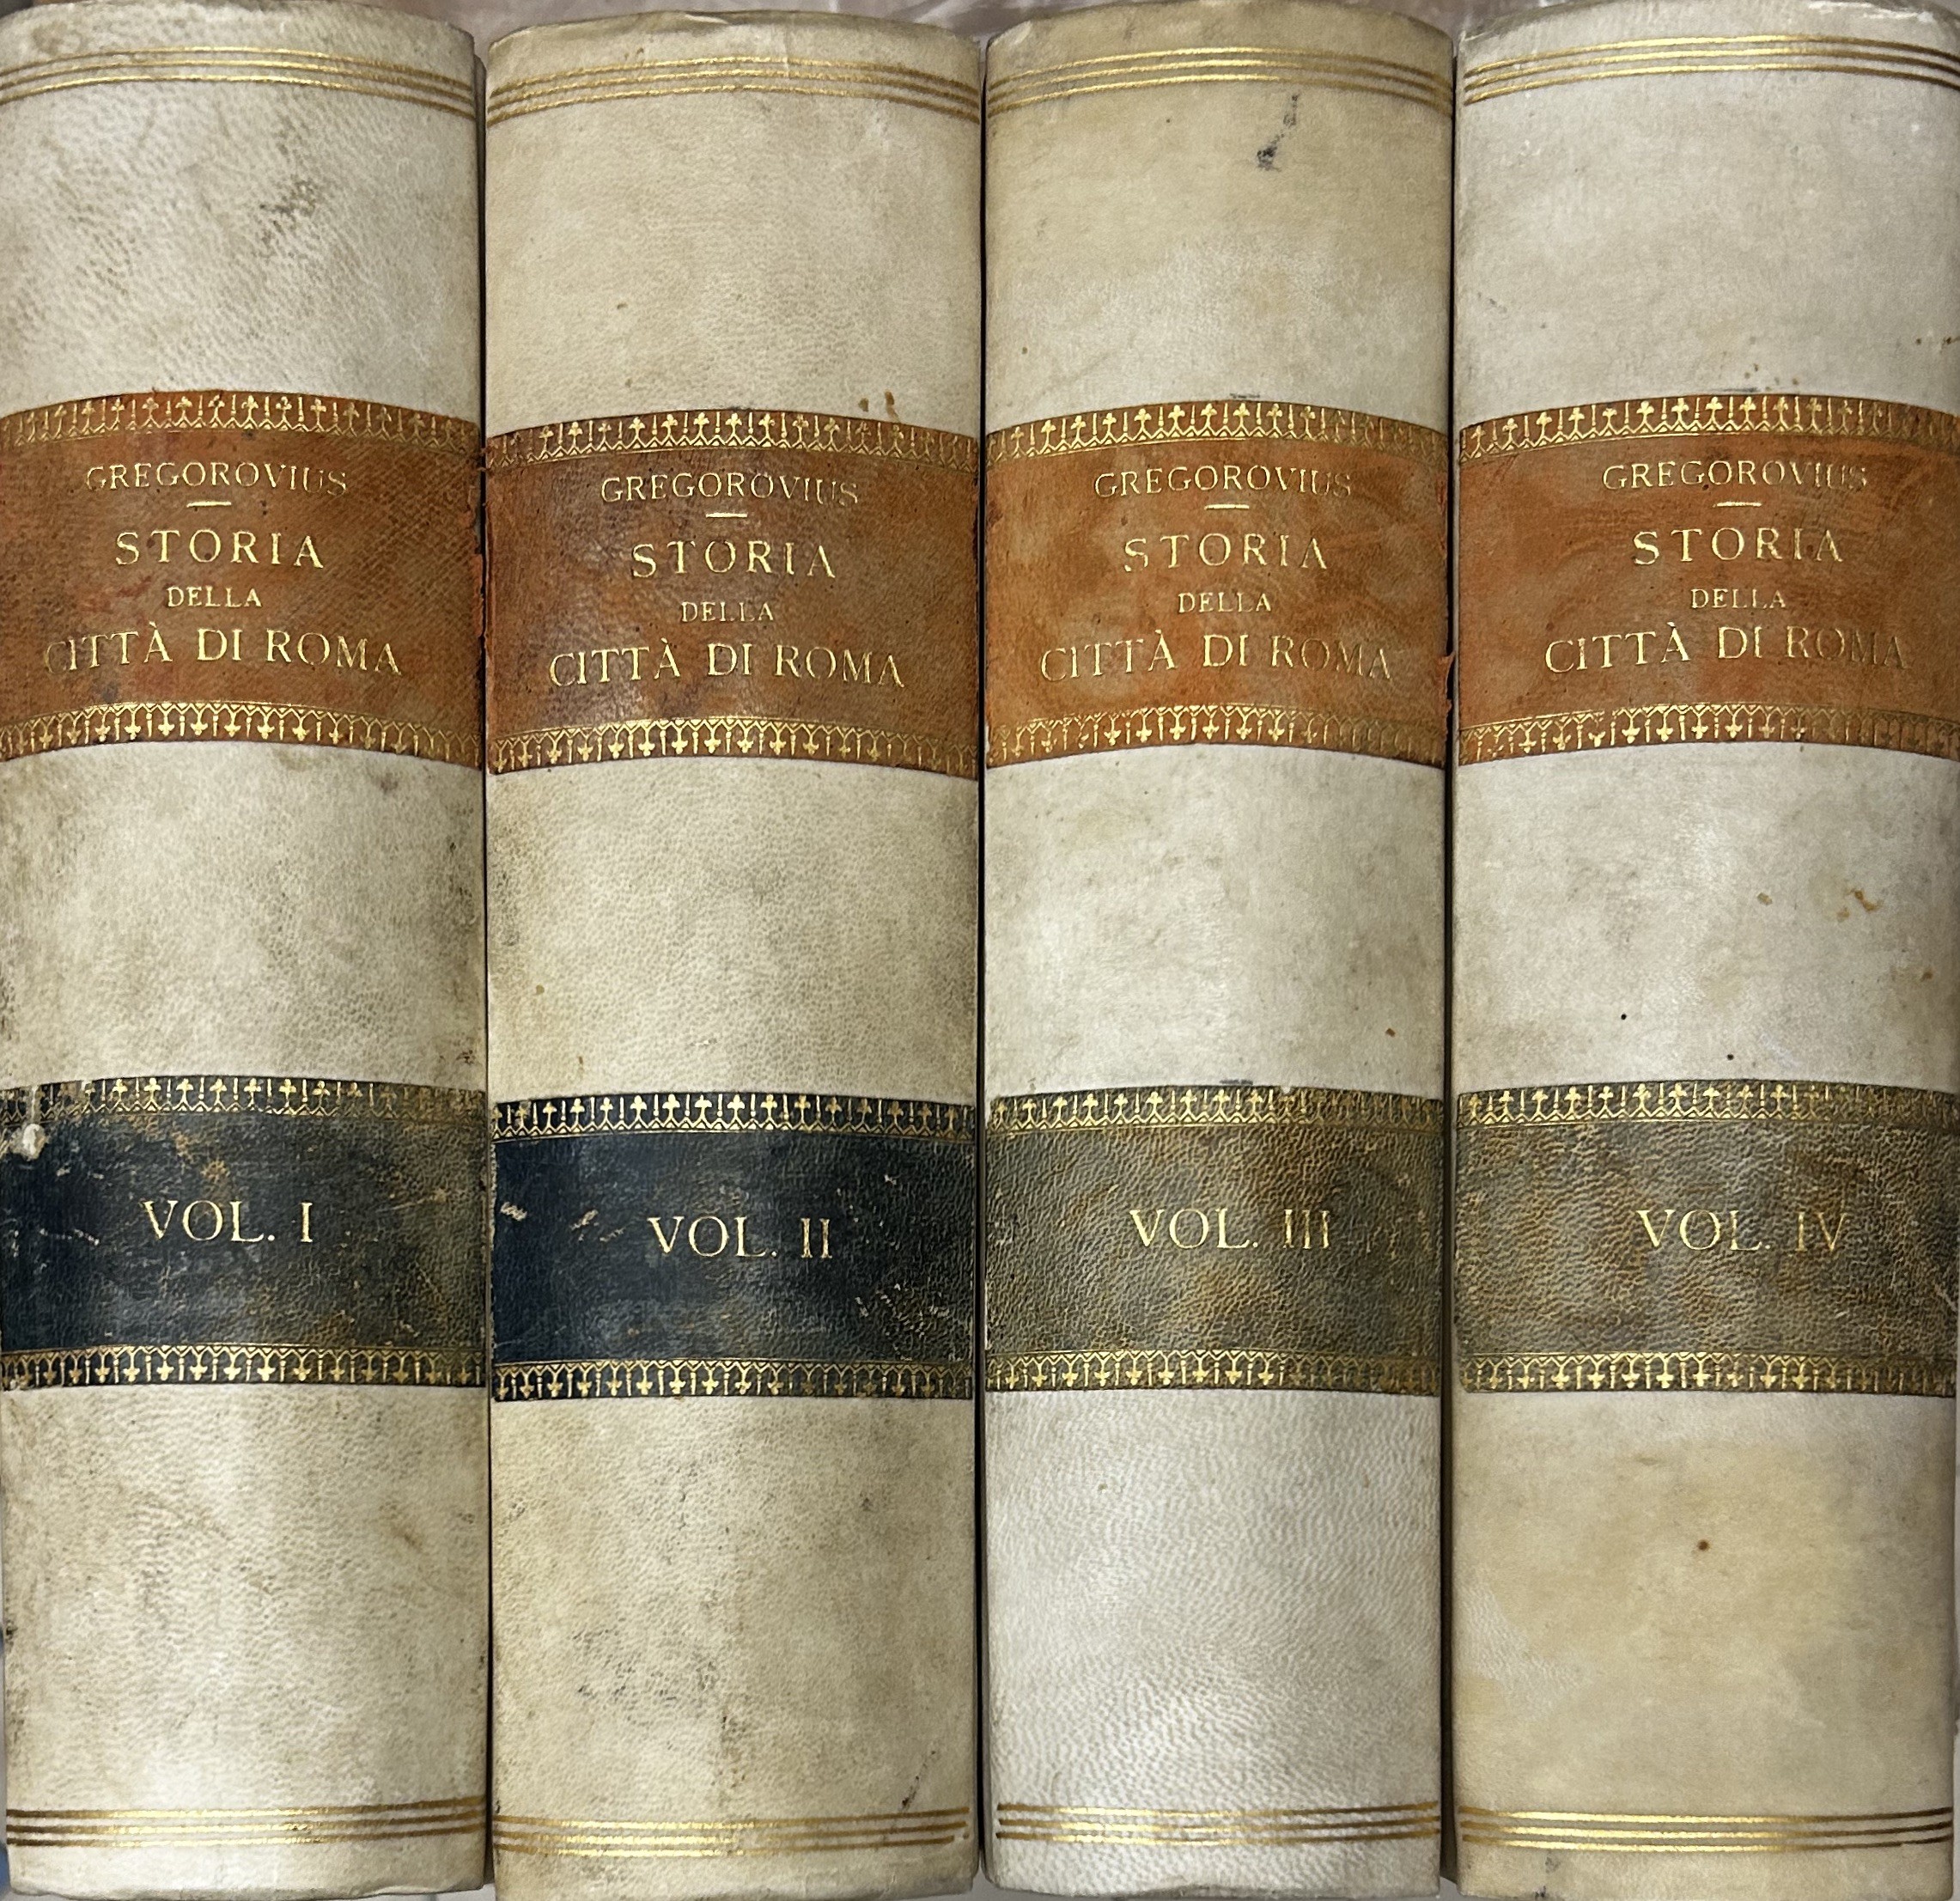 GREGOROVIUS
STORIA
DELLA
CITTÀ DI ROMA
VOL. I
GREGOROVIUS
STORIA
DELLA
CITTÀ DI ROMA
VOL. II
GREGOROVIUS
STORIA
DELLA
CITTÀ DI ROMA
VOL. III
GREGOROVIUS
STORIA
DELLA
CITTÀ DI ROMA
VOL. IV